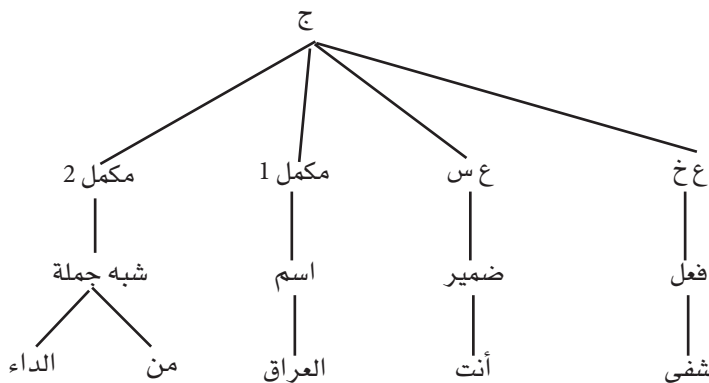 ج
ع خ ع س مكمل 1 مكمل 2
فعل ضمير اسم شبه جملة
شفى أنت العراق من الداء